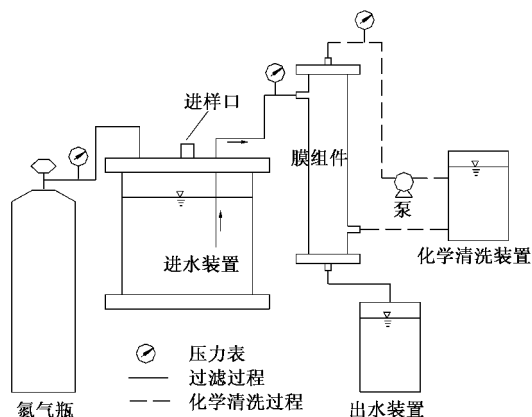 进样口
膜组件
泵
进水装置
化学清洗装置
压力表
过滤过程
化学清洗过程
氮气瓶
出水装置